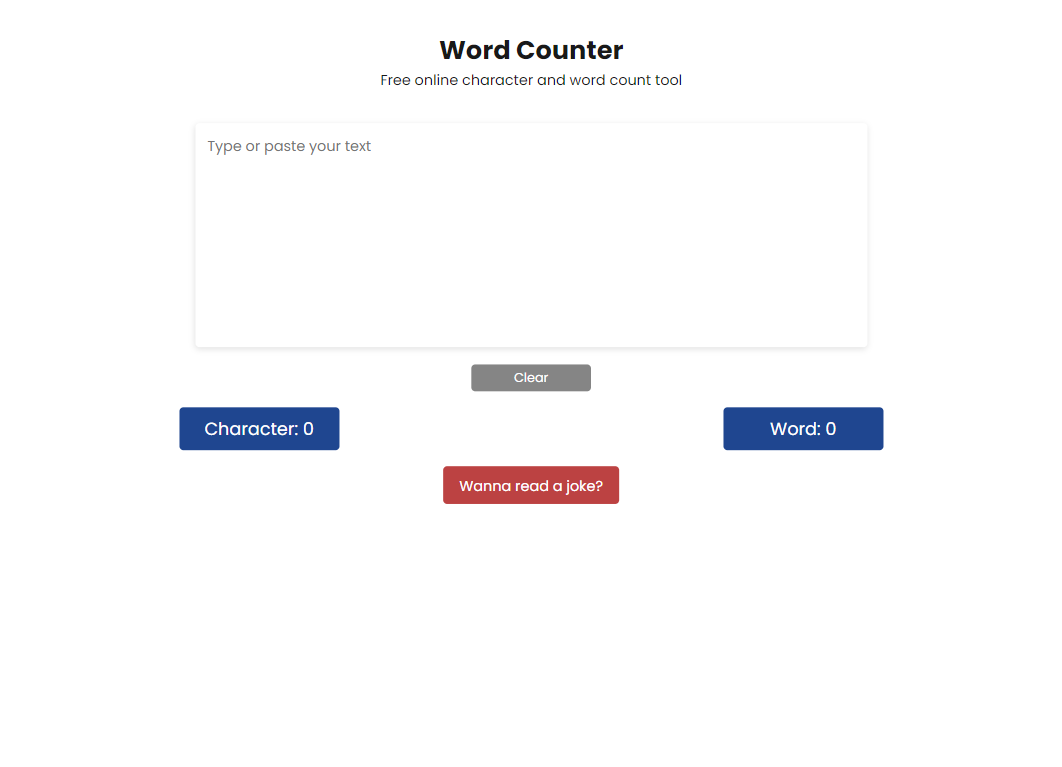 Word Counter
Free online character and word count tool
Type or paste your text
Clear
Character: 0
Word: 0
Wanna read a joke?